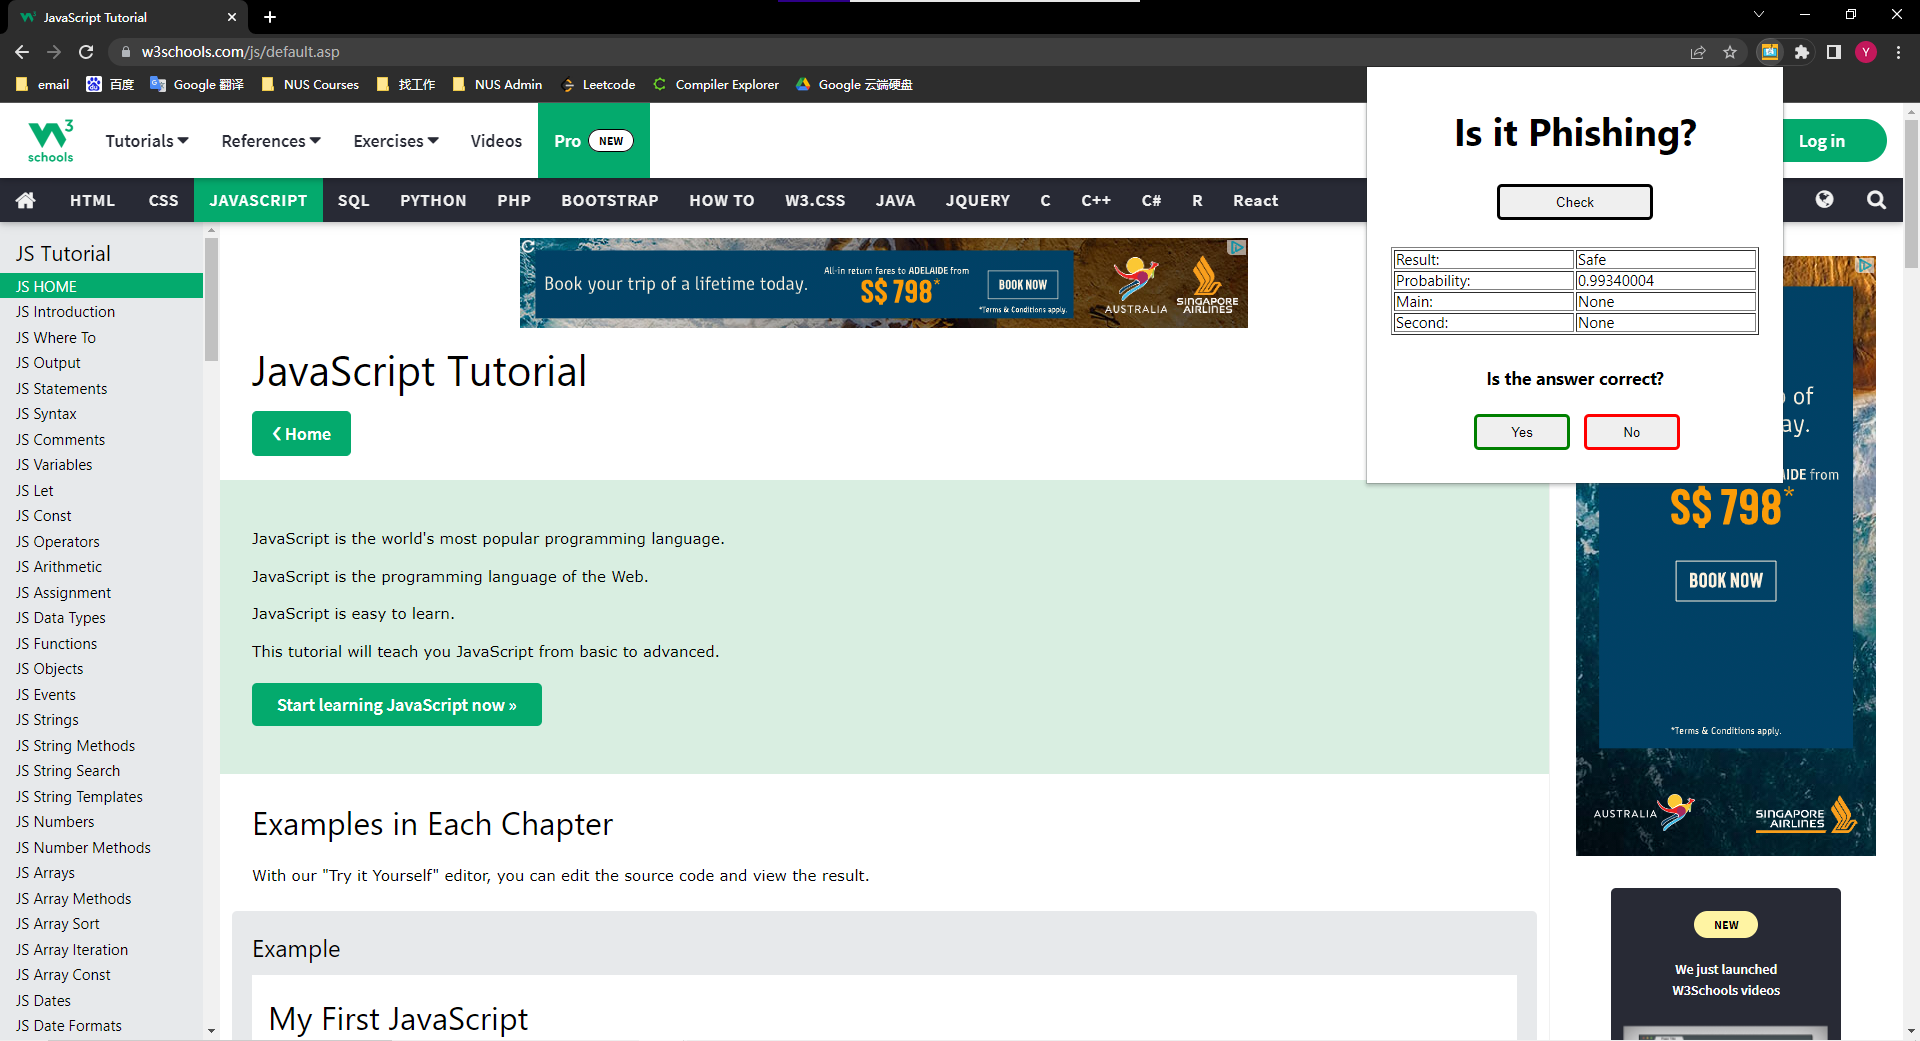 JavaScript Tutorial
w3schools.com/js/default.asp
Y
email
百度
Google 翻译
NUS Courses
找工作
NUS Admin
Leetcode
Compiler Explorer
Google 云端硬盘
W3 schools
Tutorials
References
Exercises
Videos
Pro NEW
Log in
HTML
CSS
JAVASCRIPT
SQL
PYTHON
PHP
BOOTSTRAP
HOW TO
W3.CSS
JAVA
JQUERY
C
C++
C#
R
React
Is it Phishing?
Check
Result: Safe
Probability: 0.99340004
Main: None
Second: None
Is the answer correct?
Yes
No
JS Tutorial
JS HOME
JS Introduction
JS Where To
JS Output
JS Statements
JS Syntax
JS Comments
JS Variables
JS Let
JS Const
JS Operators
JS Arithmetic
JS Assignment
JS Data Types
JS Functions
JS Objects
JS Events
JS Strings
JS String Methods
JS String Search
JS String Templates
JS Numbers
JS Number Methods
JS Arrays
JS Array Methods
JS Array Sort
JS Array Iteration
JS Array Const
JS Dates
JS Date Formats
Book your trip of a lifetime today.
All-in return fares to ADELAIDE from
S$ 798*
BOOK NOW
*Terms & Conditions apply.
AUSTRALIA
SINGAPORE
AIRLINES
JavaScript Tutorial
❮ Home
JavaScript is the world's most popular programming language.
JavaScript is the programming language of the Web.
JavaScript is easy to learn.
This tutorial will teach you JavaScript from basic to advanced.
Start learning JavaScript now »
Examples in Each Chapter
With our "Try it Yourself" editor, you can edit the source code and view the result.
Example
My First JavaScript
of
ay.
AIDE from
S$ 798*
BOOK NOW
*Terms & Conditions apply.
AUSTRALIA
SINGAPORE
AIRLINES
NEW
We just launched
W3Schools videos